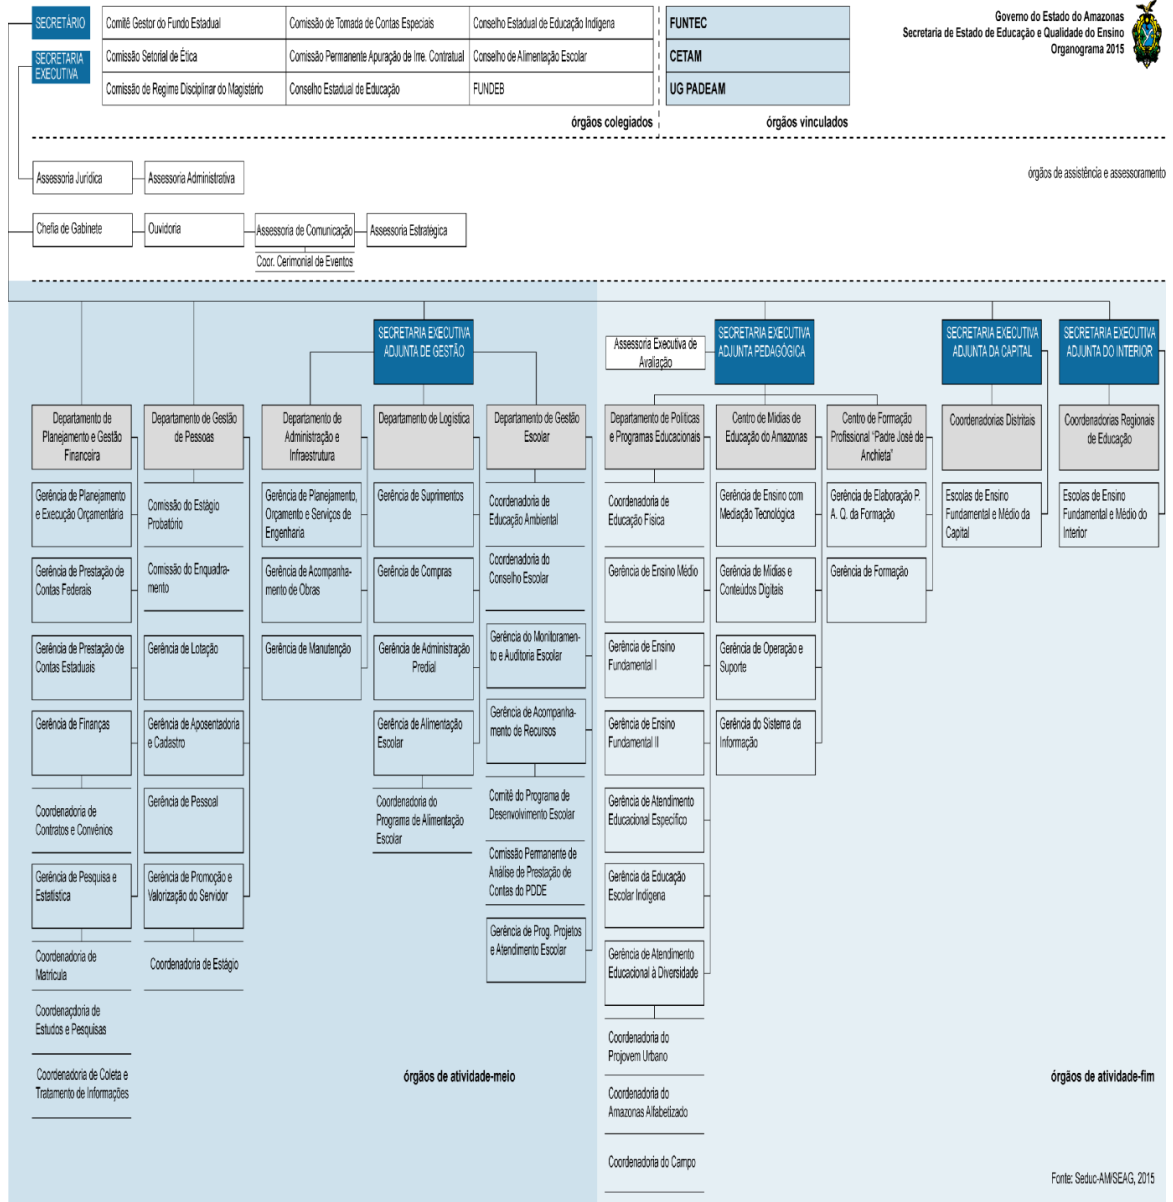 Governo do Estado do Amazonas
Secretaria de Estado de Educação e Qualidade do Ensino
Organograma 2015
SECRETÁRIO
SECRETARIA
EXECUTIVA
Comitê Gestor do Fundo Estadual
Comissão de Tomada de Contas Especiais
Conselho Estadual de Educação Indígena
Comissão Setorial de Ética
Comissão Permanente Apuração de Irre. Contratual
Conselho de Alimentação Escolar
Comissão de Regime Disciplinar do Magistério
Conselho Estadual de Educação
FUNDEB
FUNTEC
CETAM
UG PADEAM
órgãos colegiados
órgãos vinculados
Assessoria Jurídica
Assessoria Administrativa
órgãos de assistência e assessoramento
Chefia de Gabinete
Ouvidoria
Assessoria de Comunicação
Assessoria Estratégica
Coor. Cerimonial de Eventos
SECRETARIA EXECUTIVA
ADJUNTA DE GESTÃO
Assessoria Executiva de
Avaliação
SECRETARIA EXECUTIVA
ADJUNTA PEDAGÓGICA
SECRETARIA EXECUTIVA
ADJUNTA DA CAPITAL
SECRETARIA EXECUTIVA
ADJUNTA DO INTERIOR
Departamento de
Planejamento e Gestão
Financeira
Gerência de Planejamento
e Execução Orçamentária
Gerência de Prestação de
Contas Federais
Gerência de Prestação de
Contas Estaduais
Gerência de Finanças
Coordenadoria de
Contratos e Convênios
Gerência de Pesquisa e
Estatística
Coordenadoria de
Matrícula
Coordenaçdoria de
Estudos e Pesquisas
Coordenadoria de Coleta e
Tratamento de Informações
Departamento de Gestão
de Pessoas
Comissão do Estágio
Probatório
Comissão do Enquadra-
mento
Gerência de Lotação
Gerência de Aposentadoria
e Cadastro
Gerência de Pessoal
Gerência de Promoção e
Valorização do Servidor
Coordenadoria de Estágio
Departamento de
Administração e
Infraestrutura
Gerência de Planejamento,
Orçamento e Serviços de
Engenharia
Gerência de Acompanha-
mento de Obras
Gerência de Manutenção
Departamento de Logística
Gerência de Suprimentos
Gerência de Compras
Gerência de Administração
Predial
Gerência de Alimentação
Escolar
Coordenadoria do
Programa de Alimentação
Escolar
Departamento de Gestão
Escolar
Coordenadoria de
Educação Ambiental
Coordenadoria do
Conselho Escolar
Gerência do Monitoramen-
to e Auditoria Escolar
Gerência de Acompanha-
mento de Recursos
Comitê do Programa de
Desenvolvimento Escolar
Comissão Permanente de
Análise de Prestação de
Contas do PDDE
Gerência de Prog. Projetos
e Atendimento Escolar
Departamento de Políticas
e Programas Educacionais
Coordenadoria de
Educação Física
Gerência de Ensino Médio
Gerência de Ensino
Fundamental I
Gerência de Ensino
Fundamental II
Gerência de Atendimento
Educacional Específico
Gerência da Educação
Escolar Indígena
Gerência de Atendimento
Educacional à Diversidade
Coordenadoria do
Projovem Urbano
Coordenadoria do
Amazonas Alfabetizado
Coordenadoria do Campo
Centro de Mídias de
Educação do Amazonas
Gerência de Ensino com
Mediação Tecnológica
Gerência de Mídias e
Conteúdos Digitais
Gerência de Operação e
Suporte
Gerência do Sistema da
Informação
Centro de Formação
Profissional "Padre José de
Anchieta"
Gerência de Elaboração P.
A. Q. da Formação
Gerência de Formação
Coordenadorias Distritais
Escolas de Ensino
Fundamental e Médio da
Capital
Coordenadorias Regionais
de Educação
Escolas de Ensino
Fundamental e Médio do
Interior
órgãos de atividade-meio
órgãos de atividade-fim
Fonte: Seduc-AM/SEAG, 2015